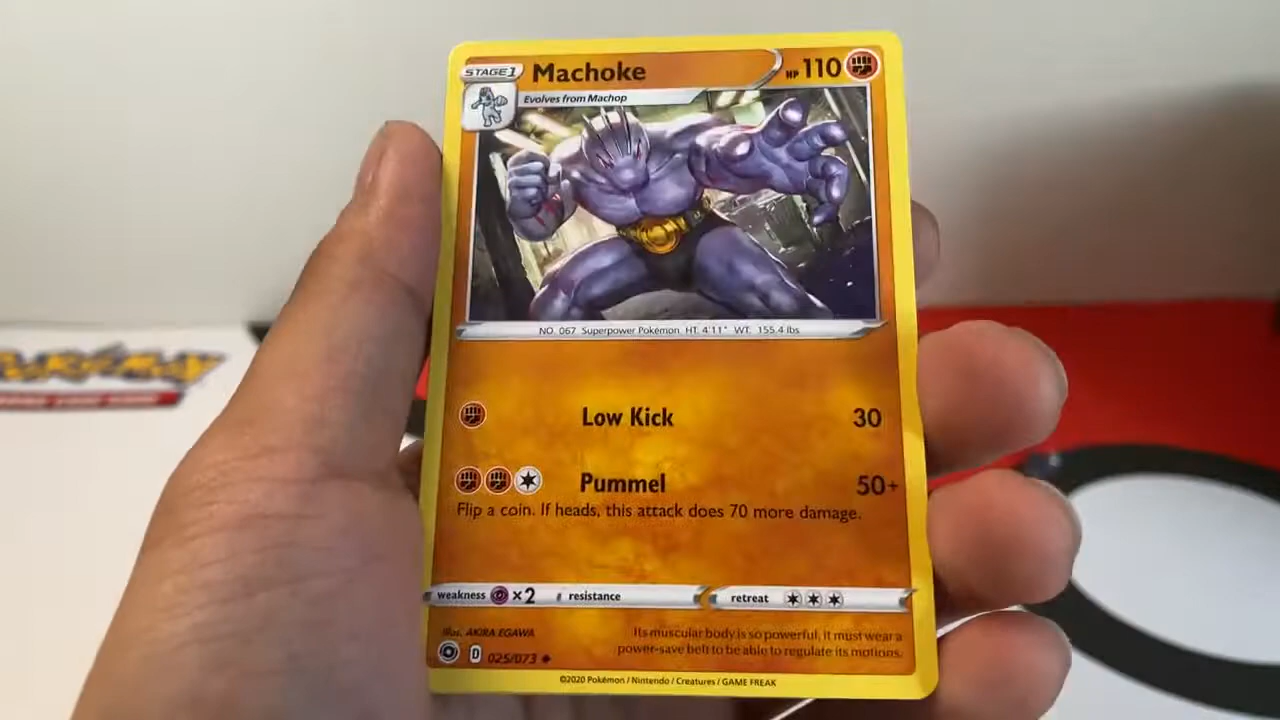 STAGE 1 Machoke HP 110
Evolves from Machop
NO. 067 Superpower Pokémon HT: 4'11" WT: 155.4 lbs
Low Kick 30
Pummel 50+
Flip a coin. If heads, this attack does 70 more damage.
weakness ×2 resistance retreat
Illus. AKIRA EGAWA
Its muscular body is so powerful, it must wear a
power-save belt to be able to regulate its motions.
D 025/073
©2020 Pokémon / Nintendo / Creatures / GAME FREAK
POKÉMON